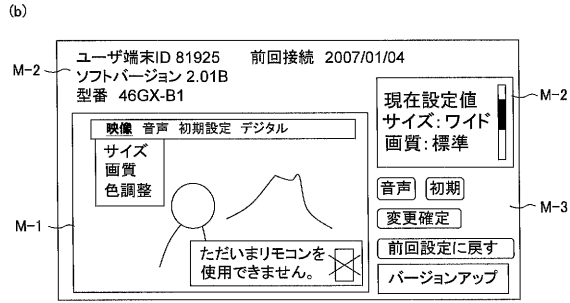 (b)
ユーザ端末ID 81925　前回接続　2007/01/04
ソフトバージョン 2.01B
型番　46GX-B1
M-2
現在設定値
サイズ：ワイド
画質：標準
M-2
映像　音声　初期設定　デジタル
サイズ
画質
色調整
M-1
ただいまリモコンを
使用できません。
音声　初期
変更確定
前回設定に戻す
バージョンアップ
M-3